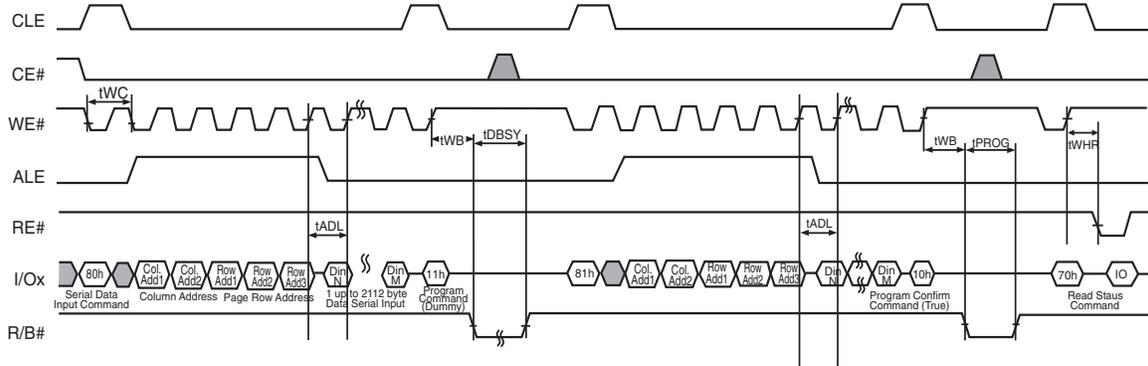 CLE
CE#
tWC
WE#
tWB
tDBSY
tWB
tPROG
tWHR
ALE
RE#
tADL
tADL
I/Ox
80h
Col.
Add1
Col.
Add2
Row
Add1
Row
Add2
Row
Add3
Din
N
Din
M
11h
81h
Col.
Add1
Col.
Add2
Row
Add1
Row
Add2
Row
Add3
Din
N
Din
M
10h
70h
IO
Serial Data
Input Command
Column Address
Page Row Address
1 up to 2112 byte
Data Serial Input
Program
Command
(Dummy)
Program Confirm
Command (True)
Read Staus
Command
R/B#